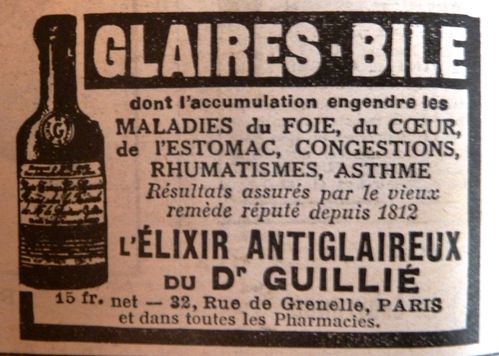 GLAIRES-BILE
dont l'accumulation engendre les
MALADIES du FOIE, du CŒUR,
de l'ESTOMAC, CONGESTIONS,
RHUMATISMES, ASTHME
Résultats assurés par le vieux
remède réputé depuis 1812
L'ÉLIXIR ANTIGLAIREUX
DU Dr GUILLIÉ
15 fr. net — 32, Rue de Grenelle, PARIS
et dans toutes les Pharmacies.
G